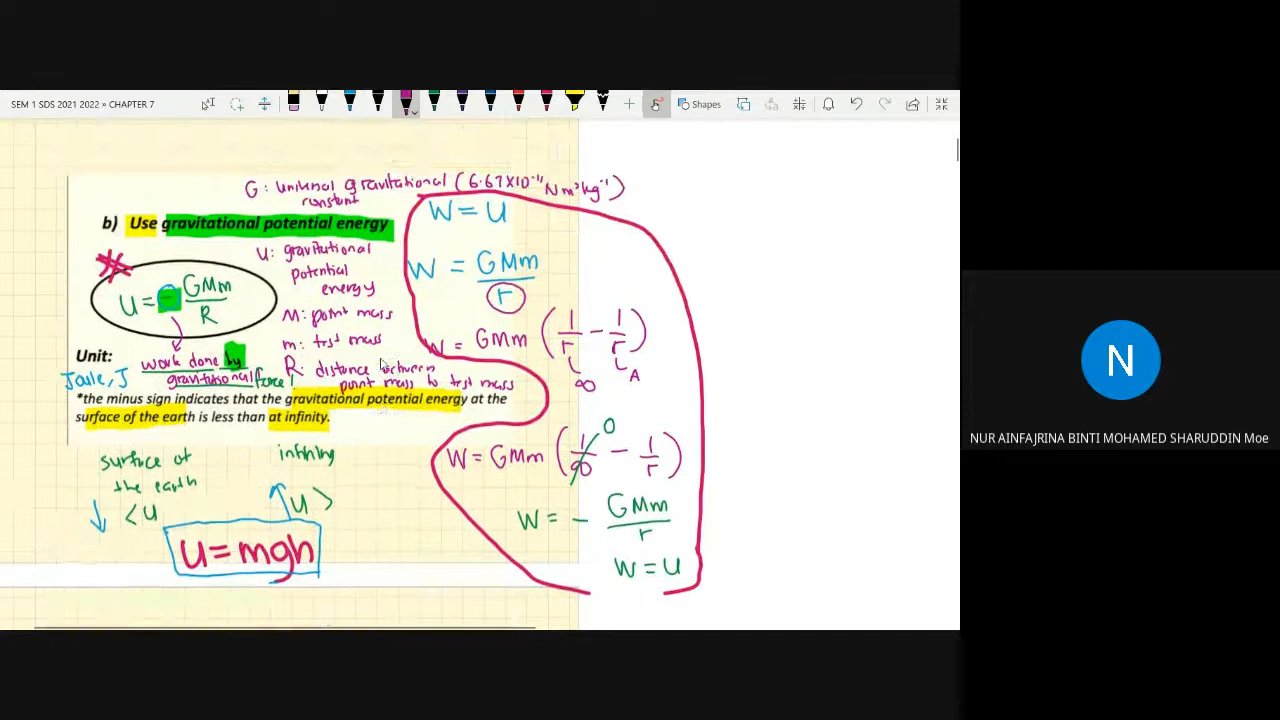 SEM 1 SDS 2021 2022 » CHAPTER 7
Shapes
G : universal gravitational (6.67×10⁻¹¹ Nm²kg⁻¹)
constant
b) Use gravitational potential energy
U = - GMm / R
U: gravitational
potential
energy
M: point mass
m: test mass
R: distance between
point mass to test mass
Unit:
Joule, J
work done by
gravitational force!
*the minus sign indicates that the gravitational potential energy at the
surface of the earth is less than at infinity.
surface of
the earth
< U
infinity
U >
U = mgh
W = U
W = GMm / r
W = GMm (1/r - 1/r)
∞ A
W = GMm (1/∞ - 1/r)
0
W = - GMm / r
W = U
N
NUR AINFAJRINA BINTI MOHAMED SHARUDDIN Moe